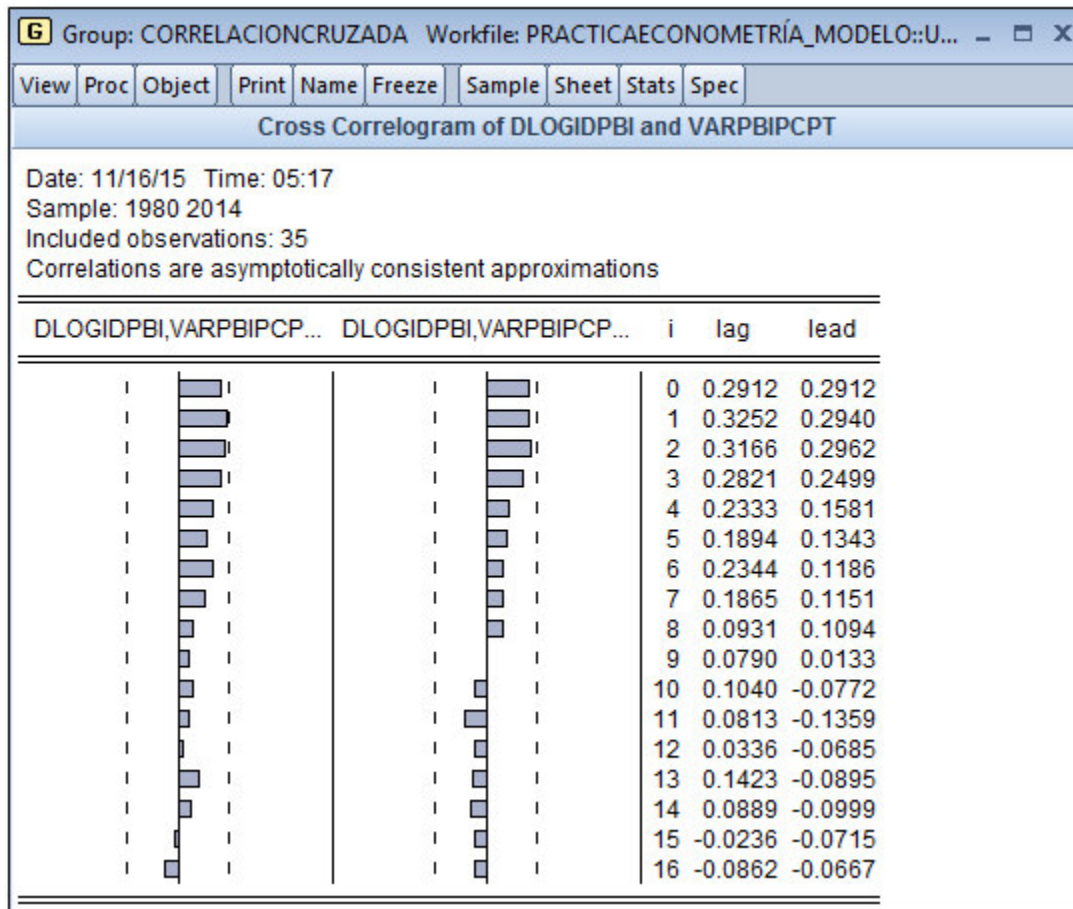 G Group: CORRELACIONCRUZADA Workfile: PRACTICAECONOMETRÍA_MODELO::U...
View Proc Object Print Name Freeze Sample Sheet Stats Spec
Cross Correlogram of DLOGIDPBI and VARPBIPCPT
Date: 11/16/15 Time: 05:17
Sample: 1980 2014
Included observations: 35
Correlations are asymptotically consistent approximations
DLOGIDPBI,VARPBIPCP... DLOGIDPBI,VARPBIPCP... i lag lead
0 0.2912 0.2912
1 0.3252 0.2940
2 0.3166 0.2962
3 0.2821 0.2499
4 0.2333 0.1581
5 0.1894 0.1343
6 0.2344 0.1186
7 0.1865 0.1151
8 0.0931 0.1094
9 0.0790 0.0133
10 0.1040 -0.0772
11 0.0813 -0.1359
12 0.0336 -0.0685
13 0.1423 -0.0895
14 0.0889 -0.0999
15 -0.0236 -0.0715
16 -0.0862 -0.0667